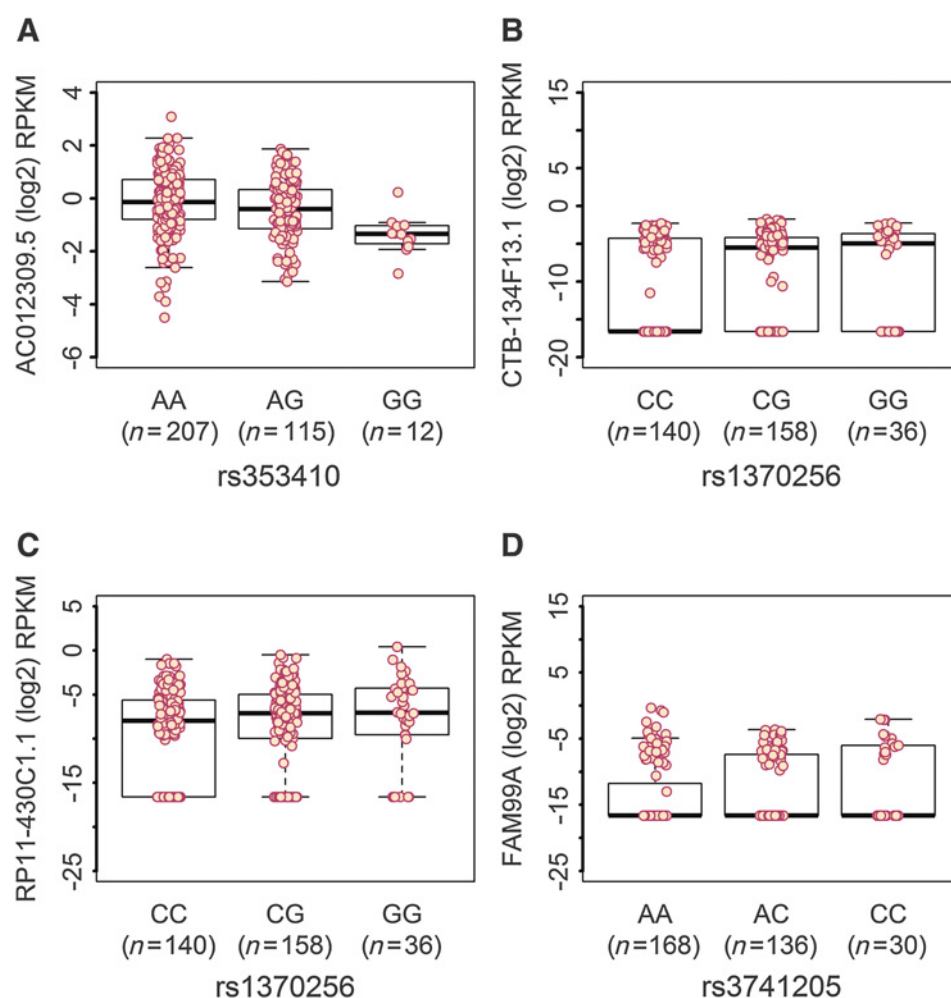 A
AC012309.5 (log2) RPKM
4
2
0
−2
−4
−6
AA
AG
GG
(n=207)
(n=115)
(n=12)
rs353410
B
CTB-134F13.1 (log2) RPKM
15
5
0
−10
−20
CC
CG
GG
(n=140)
(n=158)
(n=36)
rs1370256
C
RP11-430C1.1 (log2) RPKM
5
0
−5
−15
−25
CC
CG
GG
(n=140)
(n=158)
(n=36)
rs1370256
D
FAM99A (log2) RPKM
15
5
−5
−15
−25
AA
AC
CC
(n=168)
(n=136)
(n=30)
rs3741205